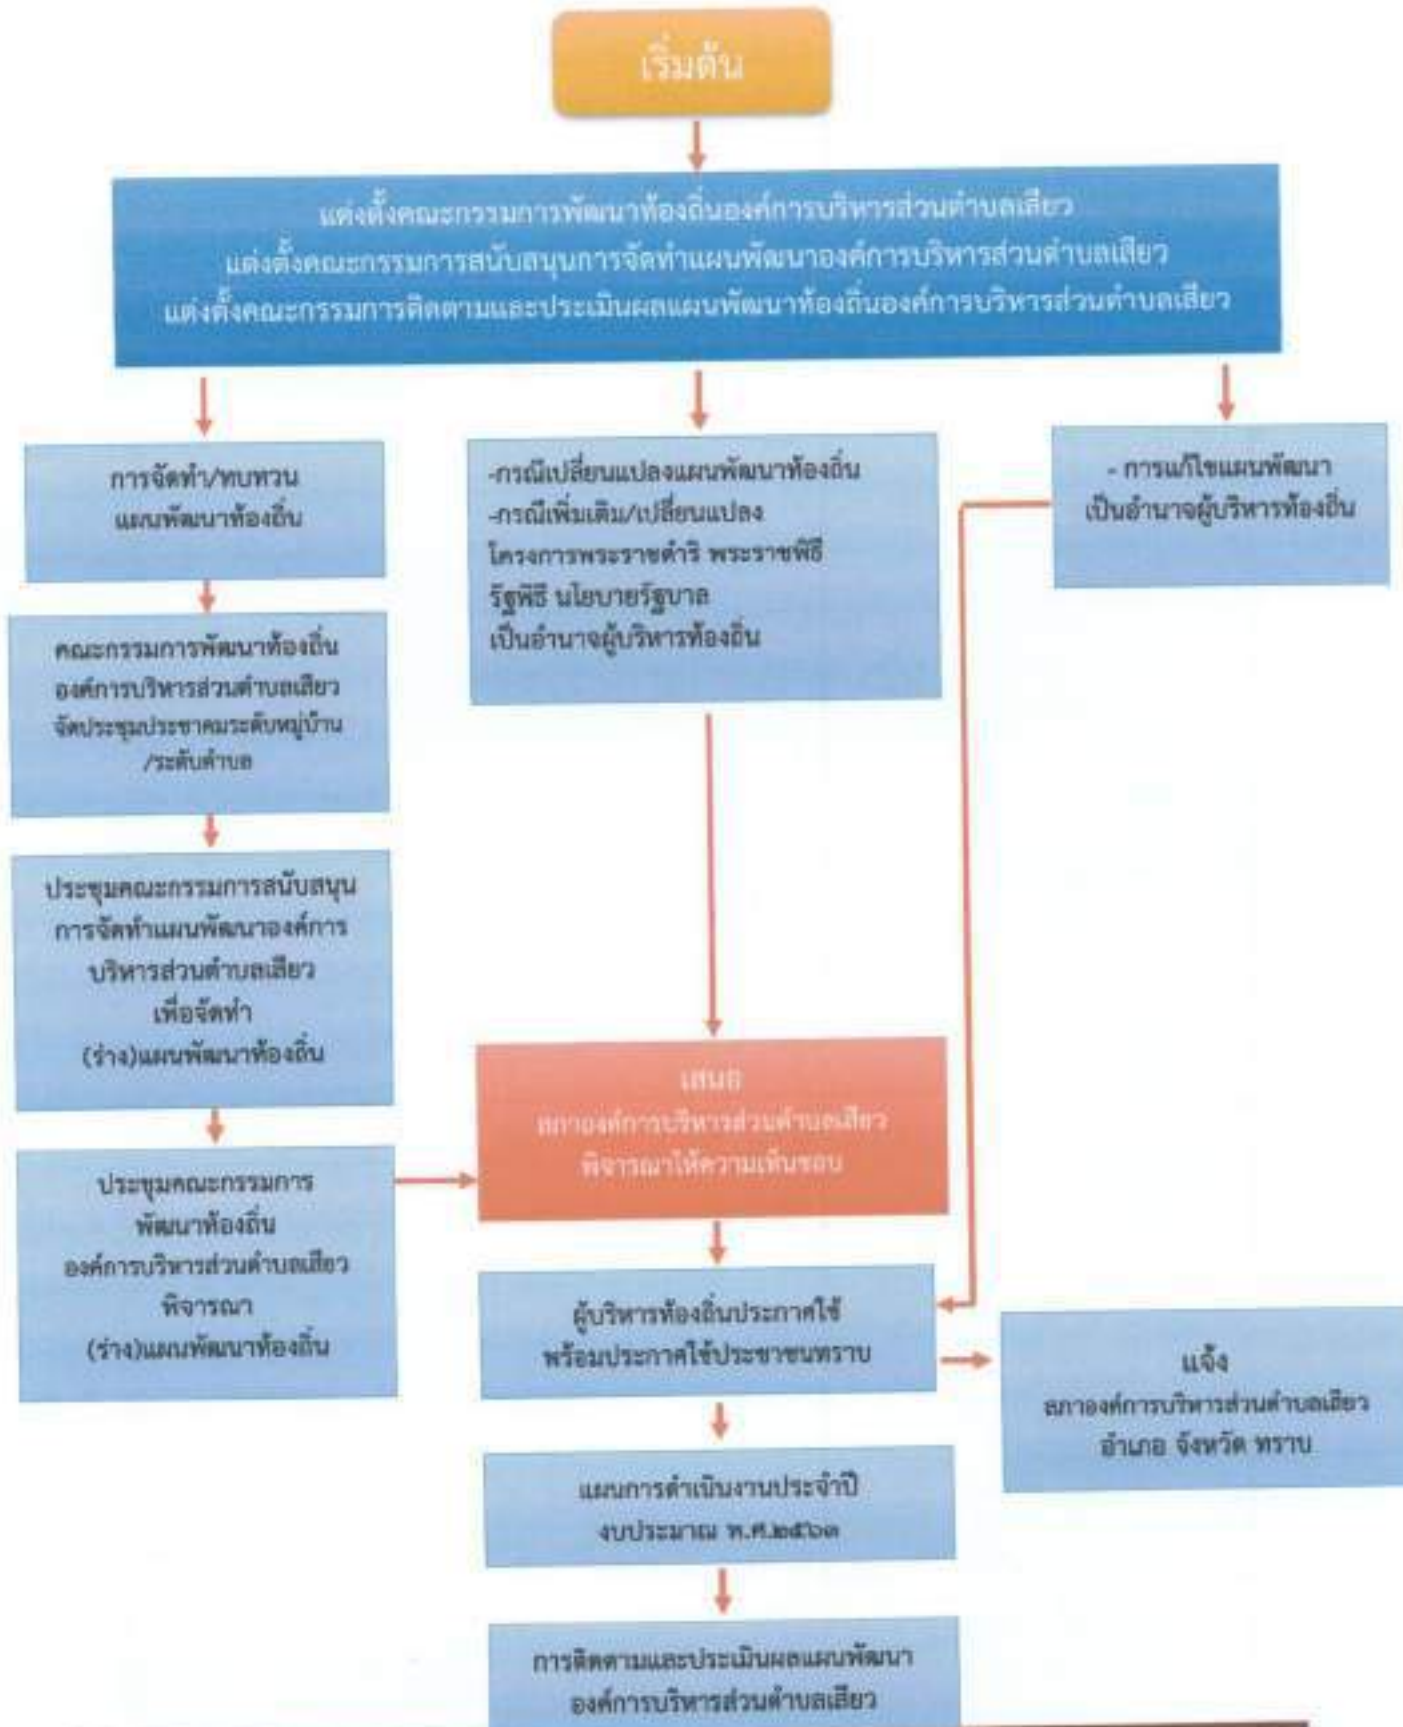 เริ่มต้น
แต่งตั้งคณะกรรมการพัฒนาท้องถิ่นองค์การบริหารส่วนตำบลเสียว
แต่งตั้งคณะกรรมการสนับสนุนการจัดทำแผนพัฒนาองค์การบริหารส่วนตำบลเสียว
แต่งตั้งคณะกรรมการติดตามและประเมินผลแผนพัฒนาท้องถิ่นองค์การบริหารส่วนตำบลเสียว
การจัดทำ/ทบทวน
แผนพัฒนาท้องถิ่น
คณะกรรมการพัฒนาท้องถิ่น
องค์การบริหารส่วนตำบลเสียว
จัดประชุมประชาคมระดับหมู่บ้าน
/ระดับตำบล
ประชุมคณะกรรมการสนับสนุน
การจัดทำแผนพัฒนาองค์การ
บริหารส่วนตำบลเสียว
เพื่อจัดทำ
(ร่าง)แผนพัฒนาท้องถิ่น
ประชุมคณะกรรมการ
พัฒนาท้องถิ่น
องค์การบริหารส่วนตำบลเสียว
พิจารณา
(ร่าง)แผนพัฒนาท้องถิ่น
-กรณีเปลี่ยนแปลงแผนพัฒนาท้องถิ่น
-กรณีเพิ่มเติม/เปลี่ยนแปลง
โครงการพระราชดำริ พระราชพิธี
รัฐพิธี นโยบายรัฐบาล
เป็นอำนาจผู้บริหารท้องถิ่น
- การแก้ไขแผนพัฒนา
เป็นอำนาจผู้บริหารท้องถิ่น
เสนอ
สภาองค์การบริหารส่วนตำบลเสียว
พิจารณาให้ความเห็นชอบ
ผู้บริหารท้องถิ่นประกาศใช้
พร้อมประกาศใช้ประชาชนทราบ
แจ้ง
สภาองค์การบริหารส่วนตำบลเสียว
อำเภอ จังหวัด ทราบ
แผนการดำเนินงานประจำปี
งบประมาณ พ.ศ.๒๕๖๓
การติดตามและประเมินผลแผนพัฒนา
องค์การบริหารส่วนตำบลเสียว